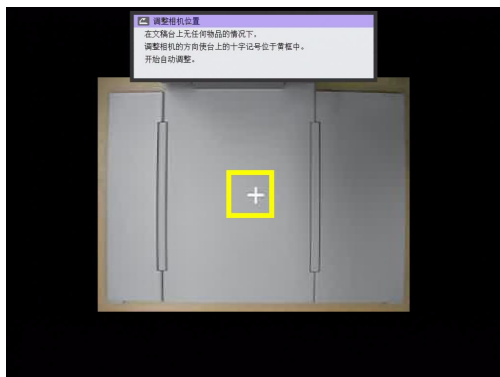 调整相机位置
在文稿台上无任何物品的情况下、
调整相机的方向使台上的十字记号位于黄框中。
开始自动调整。